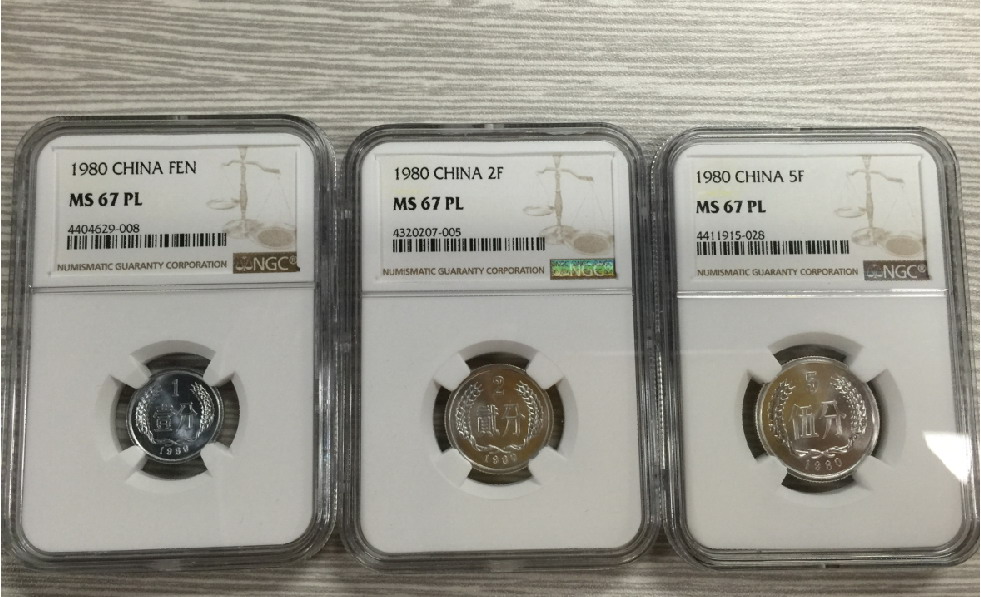 1980 CHINA FEN
MS 67 PL
4404629-008
NUMISMATIC GUARANTY CORPORATION NGC®
1
壹分
1980
1980 CHINA 2F
MS 67 PL
4320207-005
NUMISMATIC GUARANTY CORPORATION NGC®
2
贰分
1980
1980 CHINA 5F
MS 67 PL
4411915-028
NUMISMATIC GUARANTY CORPORATION NGC®
5
伍分
1980